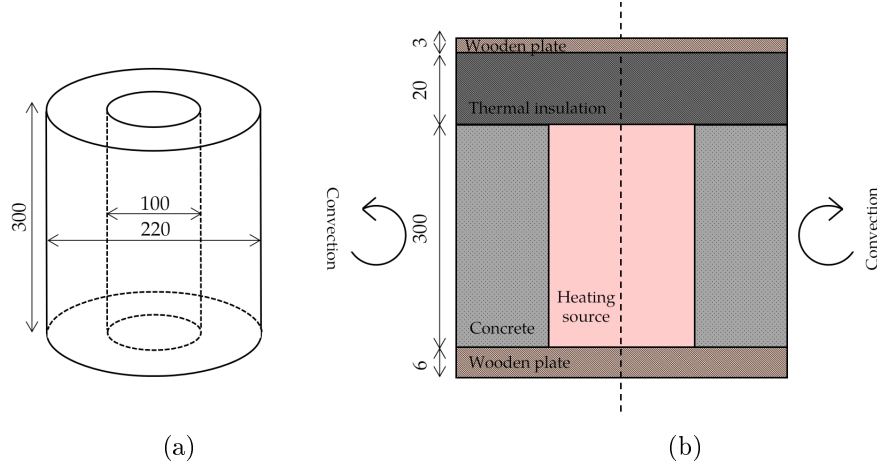 300
100
220
(a)
Convection
3
20
300
6
Wooden plate
Thermal insulation
Heating
source
Concrete
Wooden plate
Convection
(b)